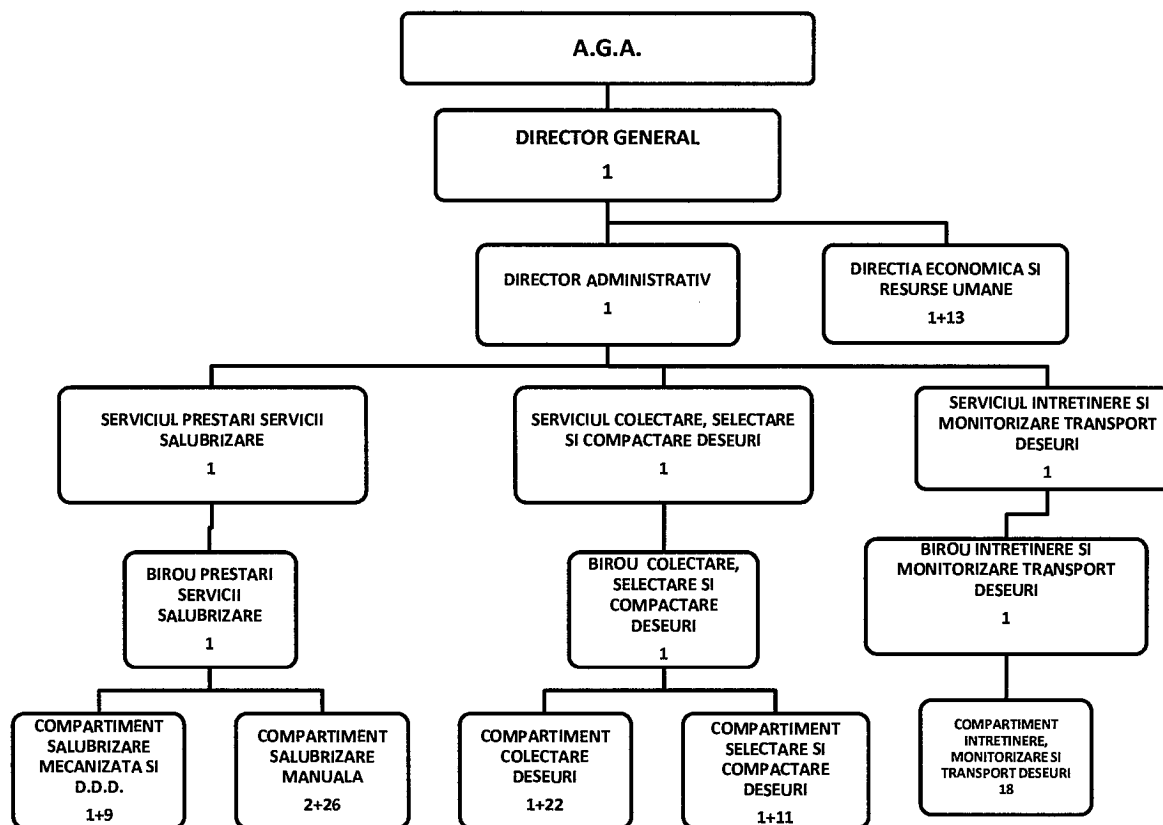 A.G.A.
DIRECTOR GENERAL
1
DIRECTOR ADMINISTRATIV
1
DIRECTIA ECONOMICA SI
RESURSE UMANE
1+13
SERVICIUL PRESTARI SERVICII
SALUBRIZARE
1
SERVICIUL COLECTARE, SELECTARE
SI COMPACTARE DESEURI
1
SERVICIUL INTRETINERE SI
MONITORIZARE TRANSPORT
DESEURI
1
BIROU PRESTARI
SERVICII
SALUBRIZARE
1
BIROU COLECTARE,
SELECTARE SI
COMPACTARE
DESEURI
1
BIROU INTRETINERE SI
MONITORIZARE TRANSPORT
DESEURI
1
COMPARTIMENT
SALUBRIZARE
MECANIZATA SI
D.D.D.
1+9
COMPARTIMENT
SALUBRIZARE
MANUALA
2+26
COMPARTIMENT
COLECTARE
DESEURI
1+22
COMPARTIMENT
SELECTARE SI
COMPACTARE
DESEURI
1+11
COMPARTIMENT
INTRETINERE,
MONITORIZARE SI
TRANSPORT DESEURI
18